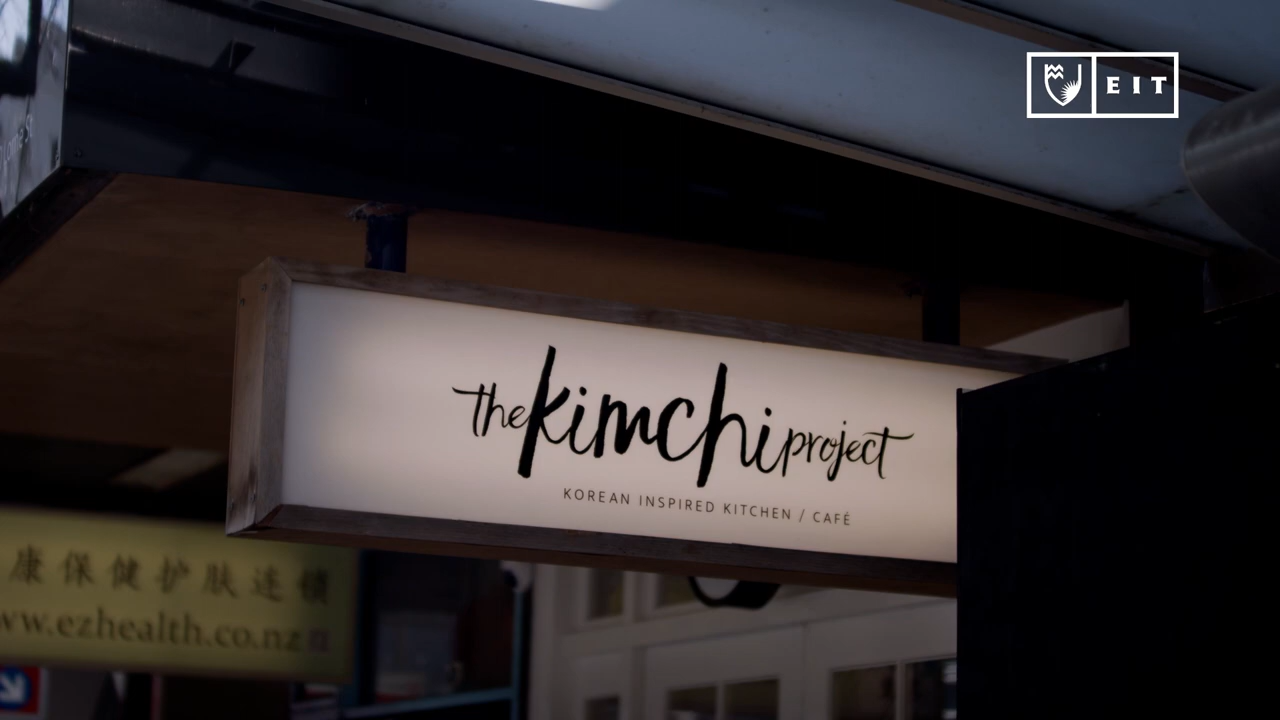 EIT
the kimchi project
KOREAN INSPIRED KITCHEN / CAFÉ
康保健护肤连锁
ww.ezhealth.co.nz